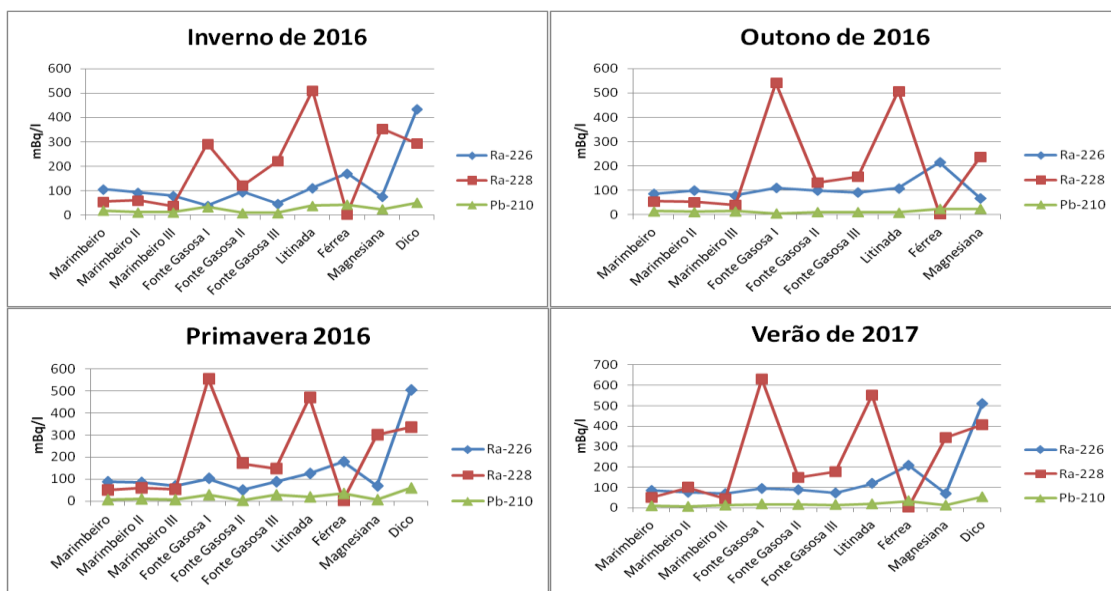 Inverno de 2016
600
500
400
300
200
100
0
mBq/l
Ra-226
Ra-228
Pb-210
Marimbeiro
Marimbeiro II
Marimbeiro III
Fonte Gasosa I
Fonte Gasosa II
Fonte Gasosa III
Litinada
Férrea
Magnesiana
Dico
Outono de 2016
600
500
400
300
200
100
0
mBq/l
Ra-226
Ra-228
Pb-210
Marimbeiro
Marimbeiro II
Marimbeiro III
Fonte Gasosa I
Fonte Gasosa II
Fonte Gasosa III
Litinada
Férrea
Magnesiana
Primavera 2016
600
500
400
300
200
100
0
mBq/l
Ra-226
Ra-228
Pb-210
Marimbeiro
Marimbeiro II
Marimbeiro III
Fonte Gasosa I
Fonte Gasosa II
Fonte Gasosa III
Litinada
Férrea
Magnesiana
Dico
Verão de 2017
700
600
500
400
300
200
100
0
mBq/l
Ra-226
Ra-228
Pb-210
Marimbeiro
Marimbeiro II
Marimbeiro III
Fonte Gasosa I
Fonte Gasosa II
Fonte Gasosa III
Litinada
Férrea
Magnesiana
Dico